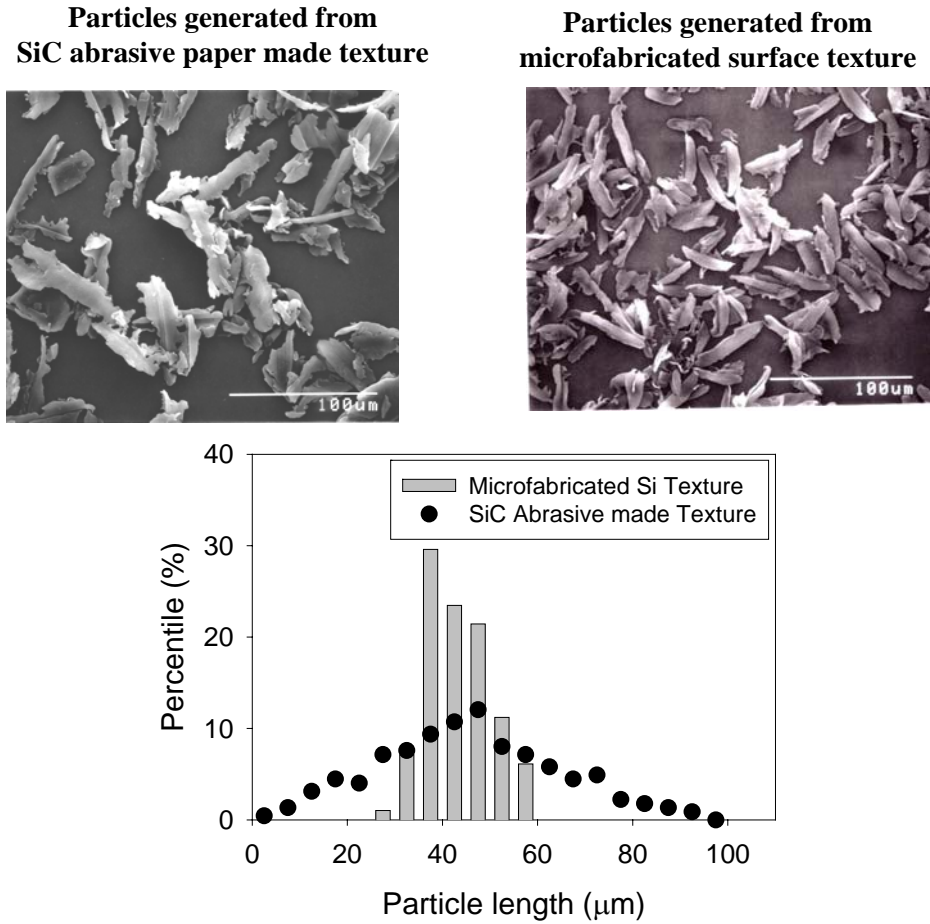 Particles generated from
SiC abrasive paper made texture
Particles generated from
microfabricated surface texture
100um
100um
40
30
20
10
0
Percentile (%)
Microfabricated Si Texture
SiC Abrasive made Texture
0 20 40 60 80 100
Particle length (μm)